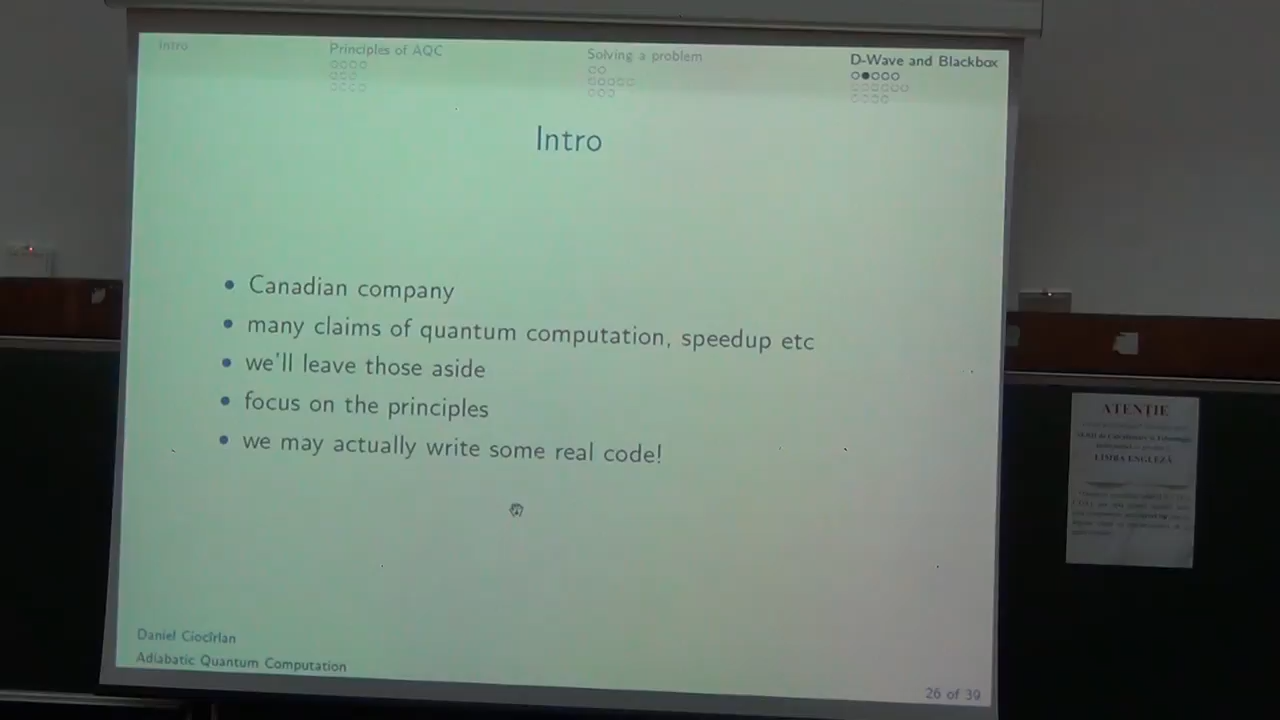 Intro
Principles of AQC
Solving a problem
D-Wave and Blackbox
Intro
• Canadian company
• many claims of quantum computation, speedup etc
• we'll leave those aside
• focus on the principles
• we may actually write some real code!
Daniel Ciocîrlan
Adiabatic Quantum Computation
26 of 39
ATENȚIE
LIMBA ENGLEZĂ